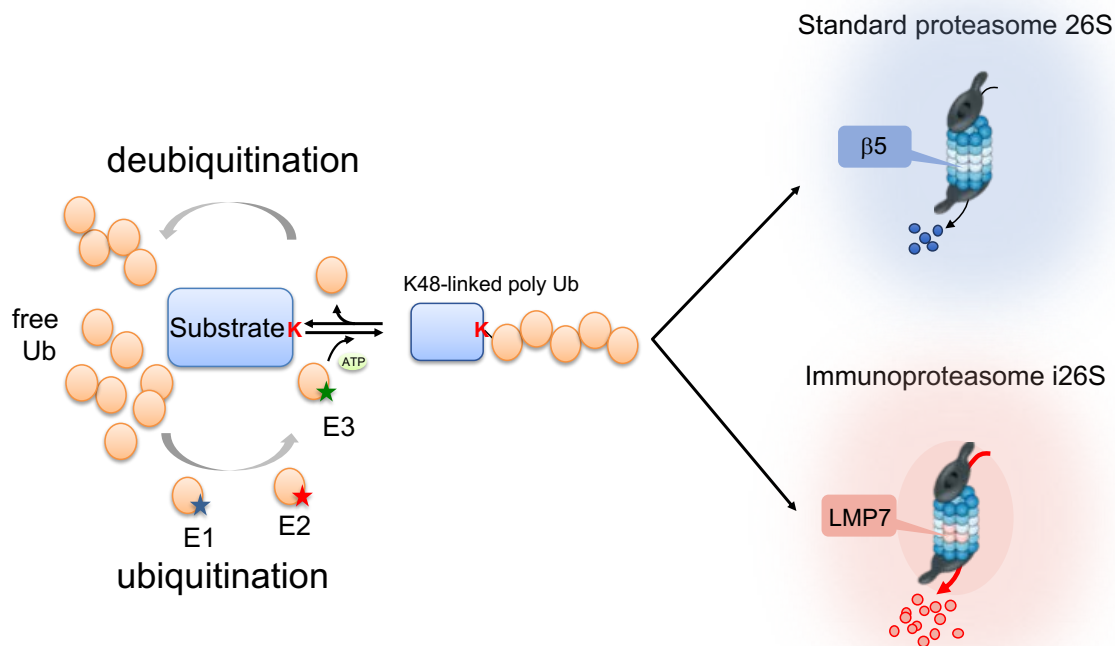 Standard proteasome 26S
β5
deubiquitination
K48-linked poly Ub
free
Ub
Substrate
K
K
ATP
E3
E1
E2
ubiquitination
Immunoproteasome i26S
LMP7